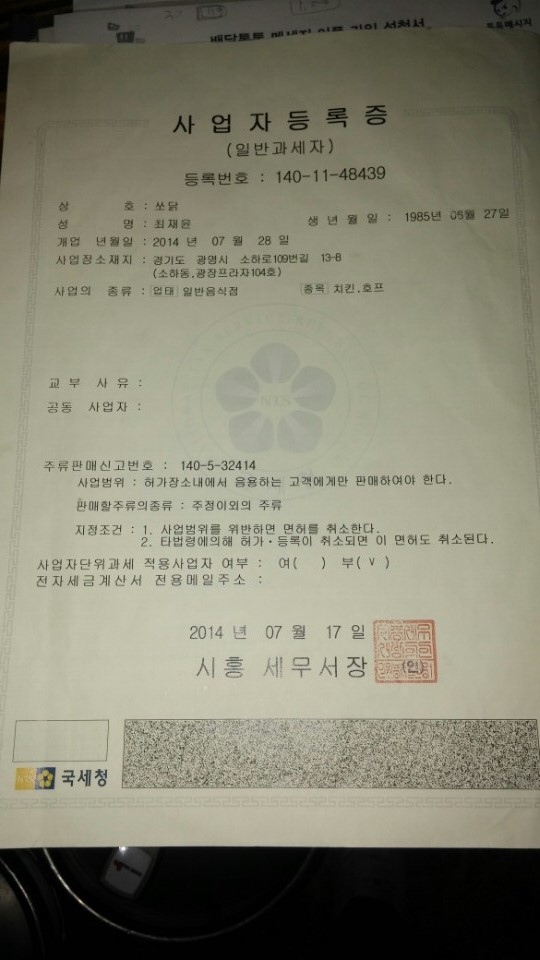 사업자등록증
(일반과세자)
등록번호 : 140-11-48439
상 호 : 쏘닭
성 명 : 최재윤 생 년 월 일 : 1985년 05월 27일
개업 년월일 : 2014 년 07 월 28 일
사업장소재지 : 경기도 광명시 소하로109번길 13-8
(소하동,광장프라자104호)
사업의 종류 : 업태 일반음식점 종목 치킨,호프
교 부 사 유 :
공동 사업자 :
NTS
주류판매신고번호 : 140-5-32414
사업범위 : 허가장소내에서 음용하는 고객에게만 판매하여야 한다.
판매할주류의종류 : 주정이외의 주류
지정조건 : 1. 사업범위를 위반하면 면허를 취소한다.
2. 타법령에의해 허가·등록이 취소되면 이 면허도 취소된다.
사업자단위과세 적용사업자 여부 : 여( ) 부( v )
전자세금계산서 전용메일주소 :
2014 년 07 월 17 일
시흥 세무서장 (인)
NTS 국세청